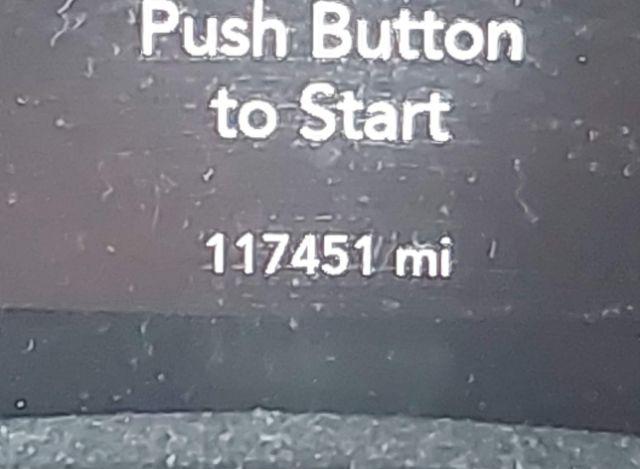 Push Button
to Start
117451 mi